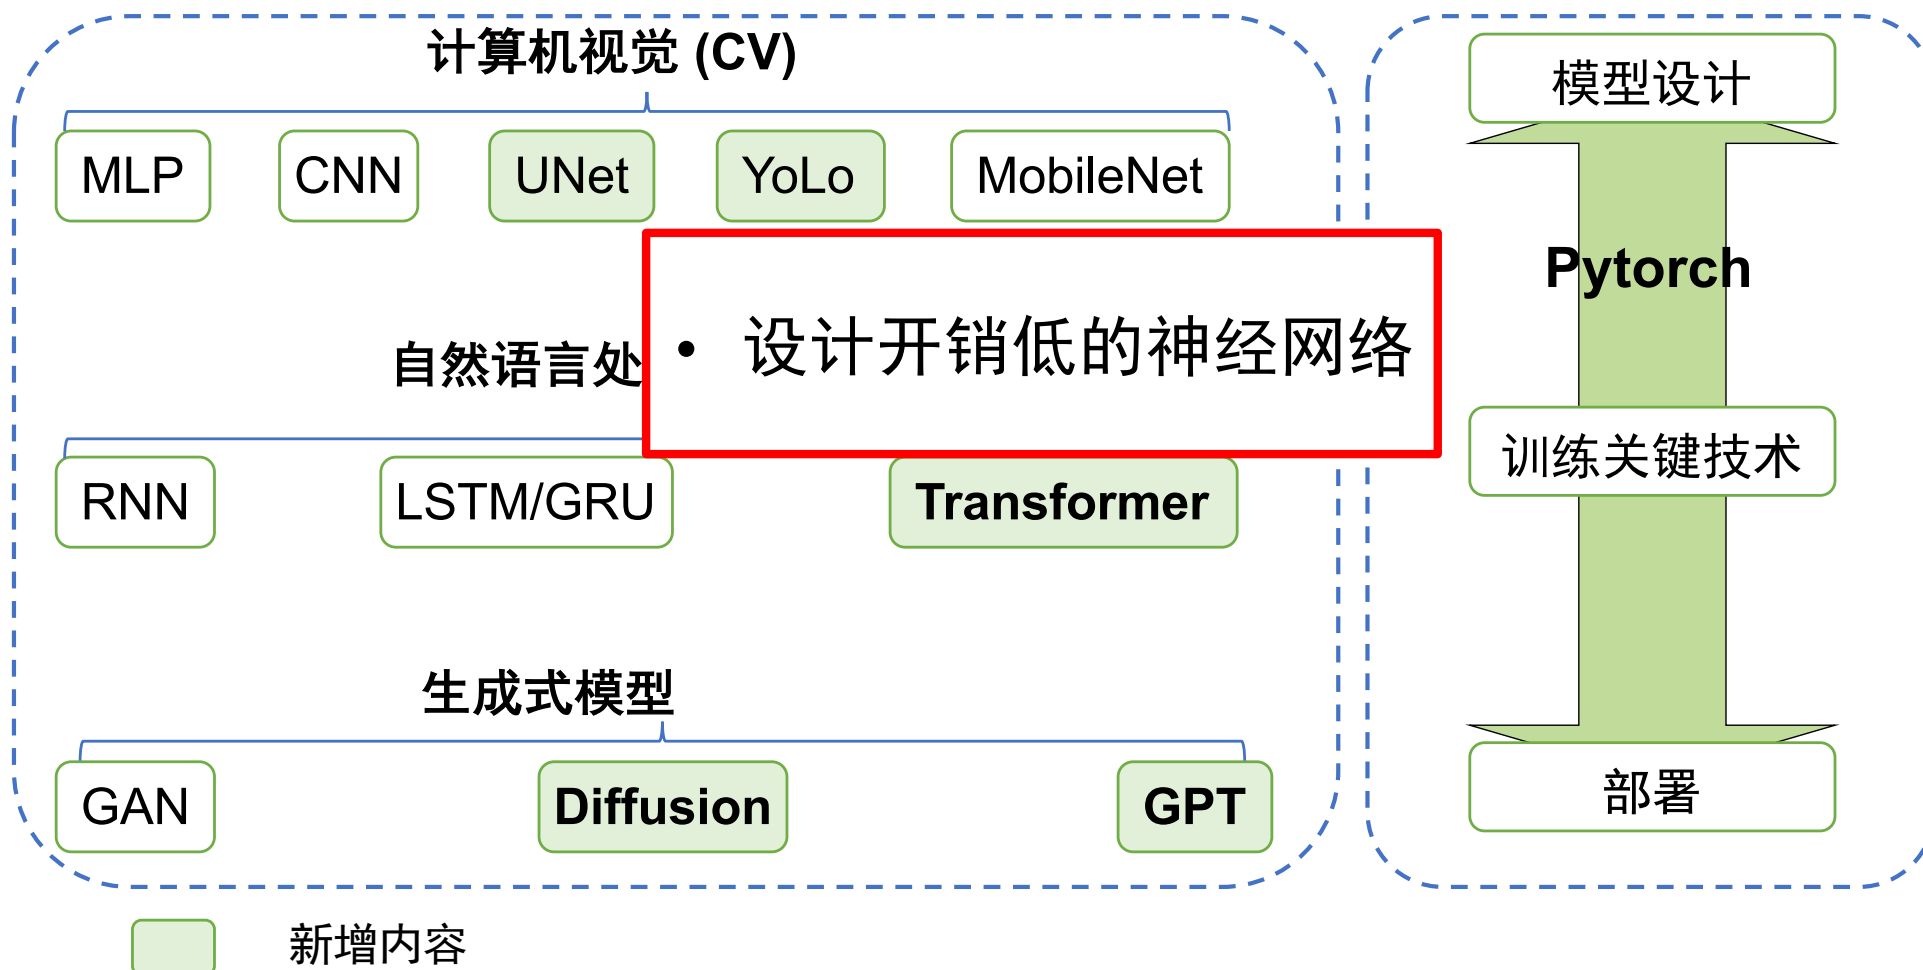 计算机视觉 (CV)
MLP
CNN
UNet
YoLo
MobileNet
自然语言处
• 设计开销低的神经网络
RNN
LSTM/GRU
Transformer
生成式模型
GAN
Diffusion
GPT
新增内容
模型设计
Pytorch
训练关键技术
部署